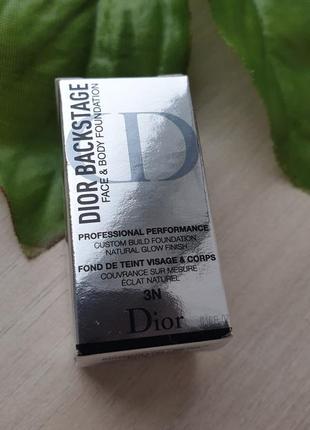 DIOR BACKSTAGE
FACE & BODY FOUNDATION
D
PROFESSIONAL PERFORMANCE
CUSTOM BUILD FOUNDATION
NATURAL GLOW FINISH
FOND DE TEINT VISAGE & CORPS
COUVRANCE SUR MESURE
ÉCLAT NATUREL
3N
Dior